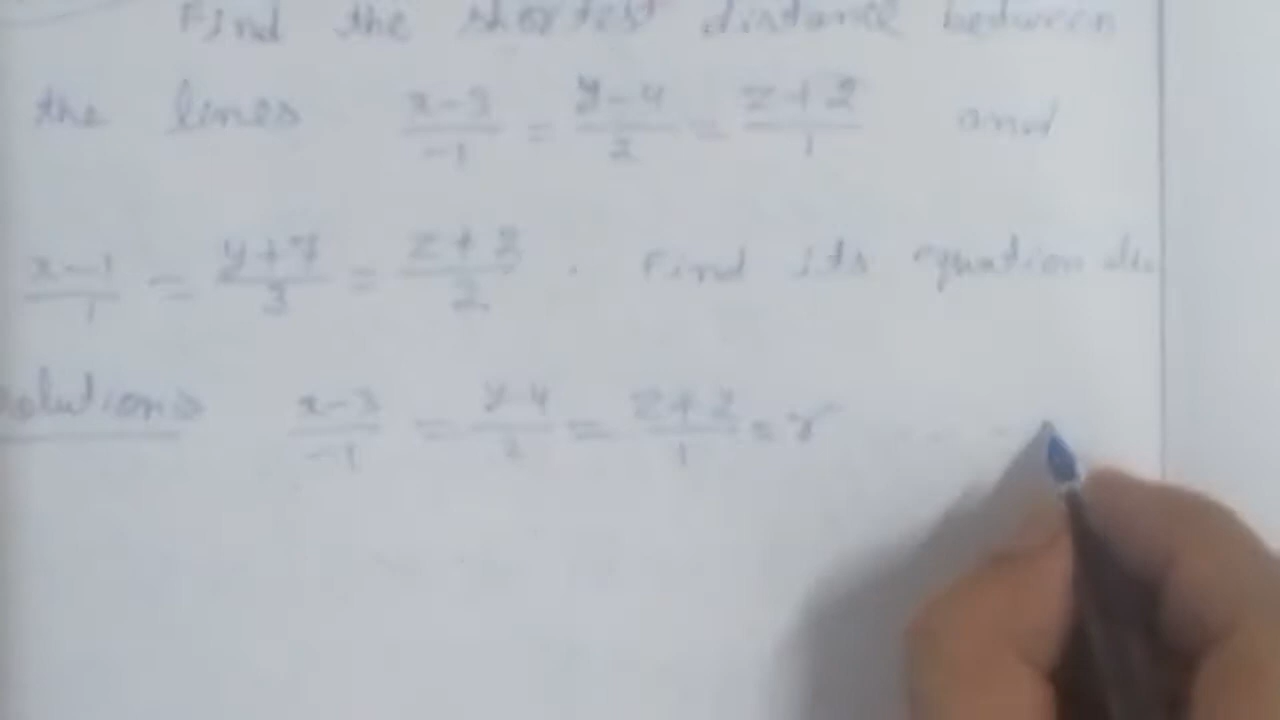 Find the shortest distance between
the lines (x-3)/-1 = (y-4)/2 = (z+2)/1 and
(x-1)/1 = (y+7)/3 = (z+2)/2 . Find its equation
Solution (x-3)/-1 = (y-4)/2 = (z+2)/1 = r